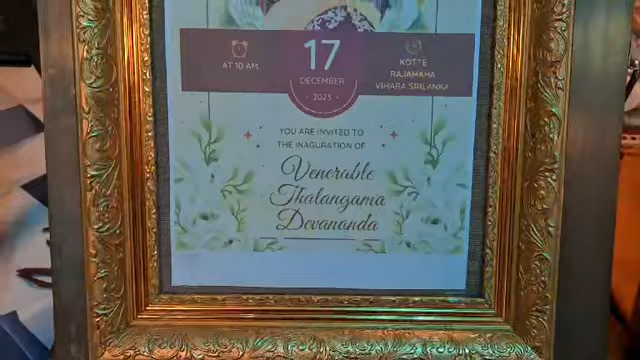 AT 10 AM
17
DECEMBER
• 2023 •
KOTTE
RAJAMAHA
VIHARA SRILANKA
YOU ARE INVITED TO
THE INAGURATION OF
Venerable
Thalangama
Devananda